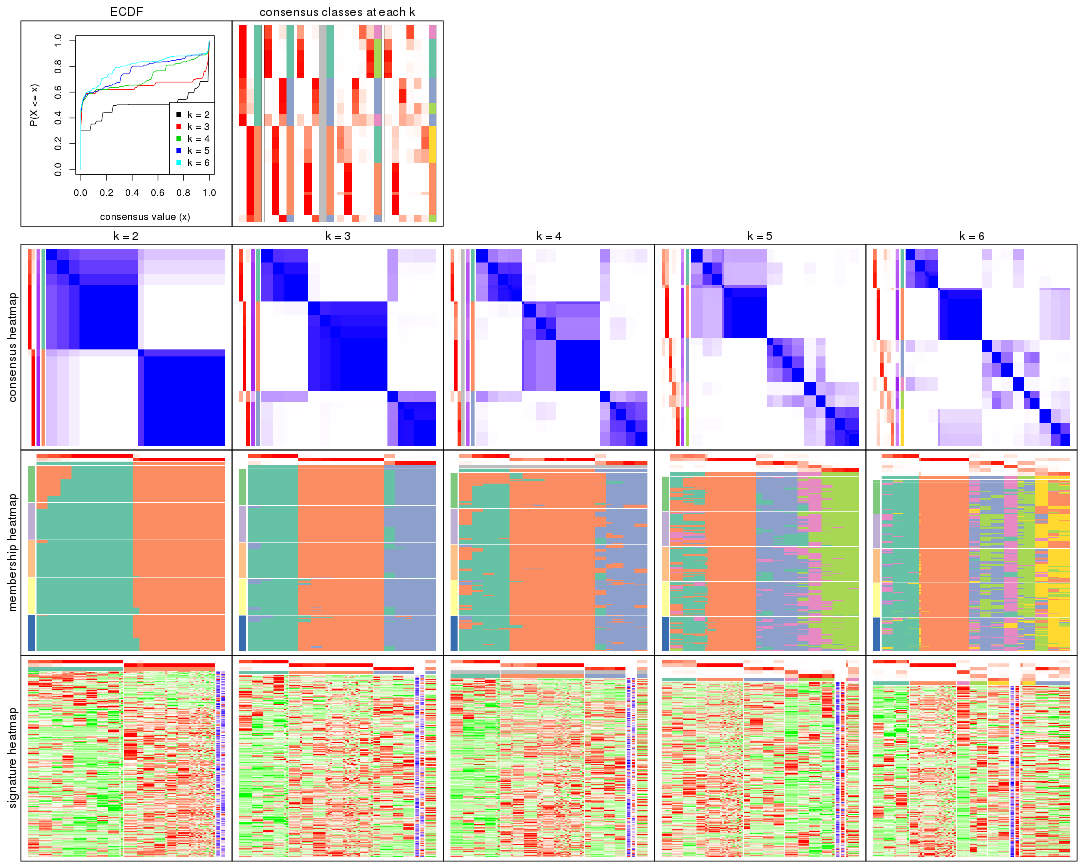 ECDF
consensus classes at each k
P(X <= x)
0.0 0.2 0.4 0.6 0.8 1.0
k = 2
k = 3
k = 4
k = 5
k = 6
0.0 0.2 0.4 0.6 0.8 1.0
consensus value (x)
k = 2
k = 3
k = 4
k = 5
k = 6
consensus heatmap
membership heatmap
signature heatmap